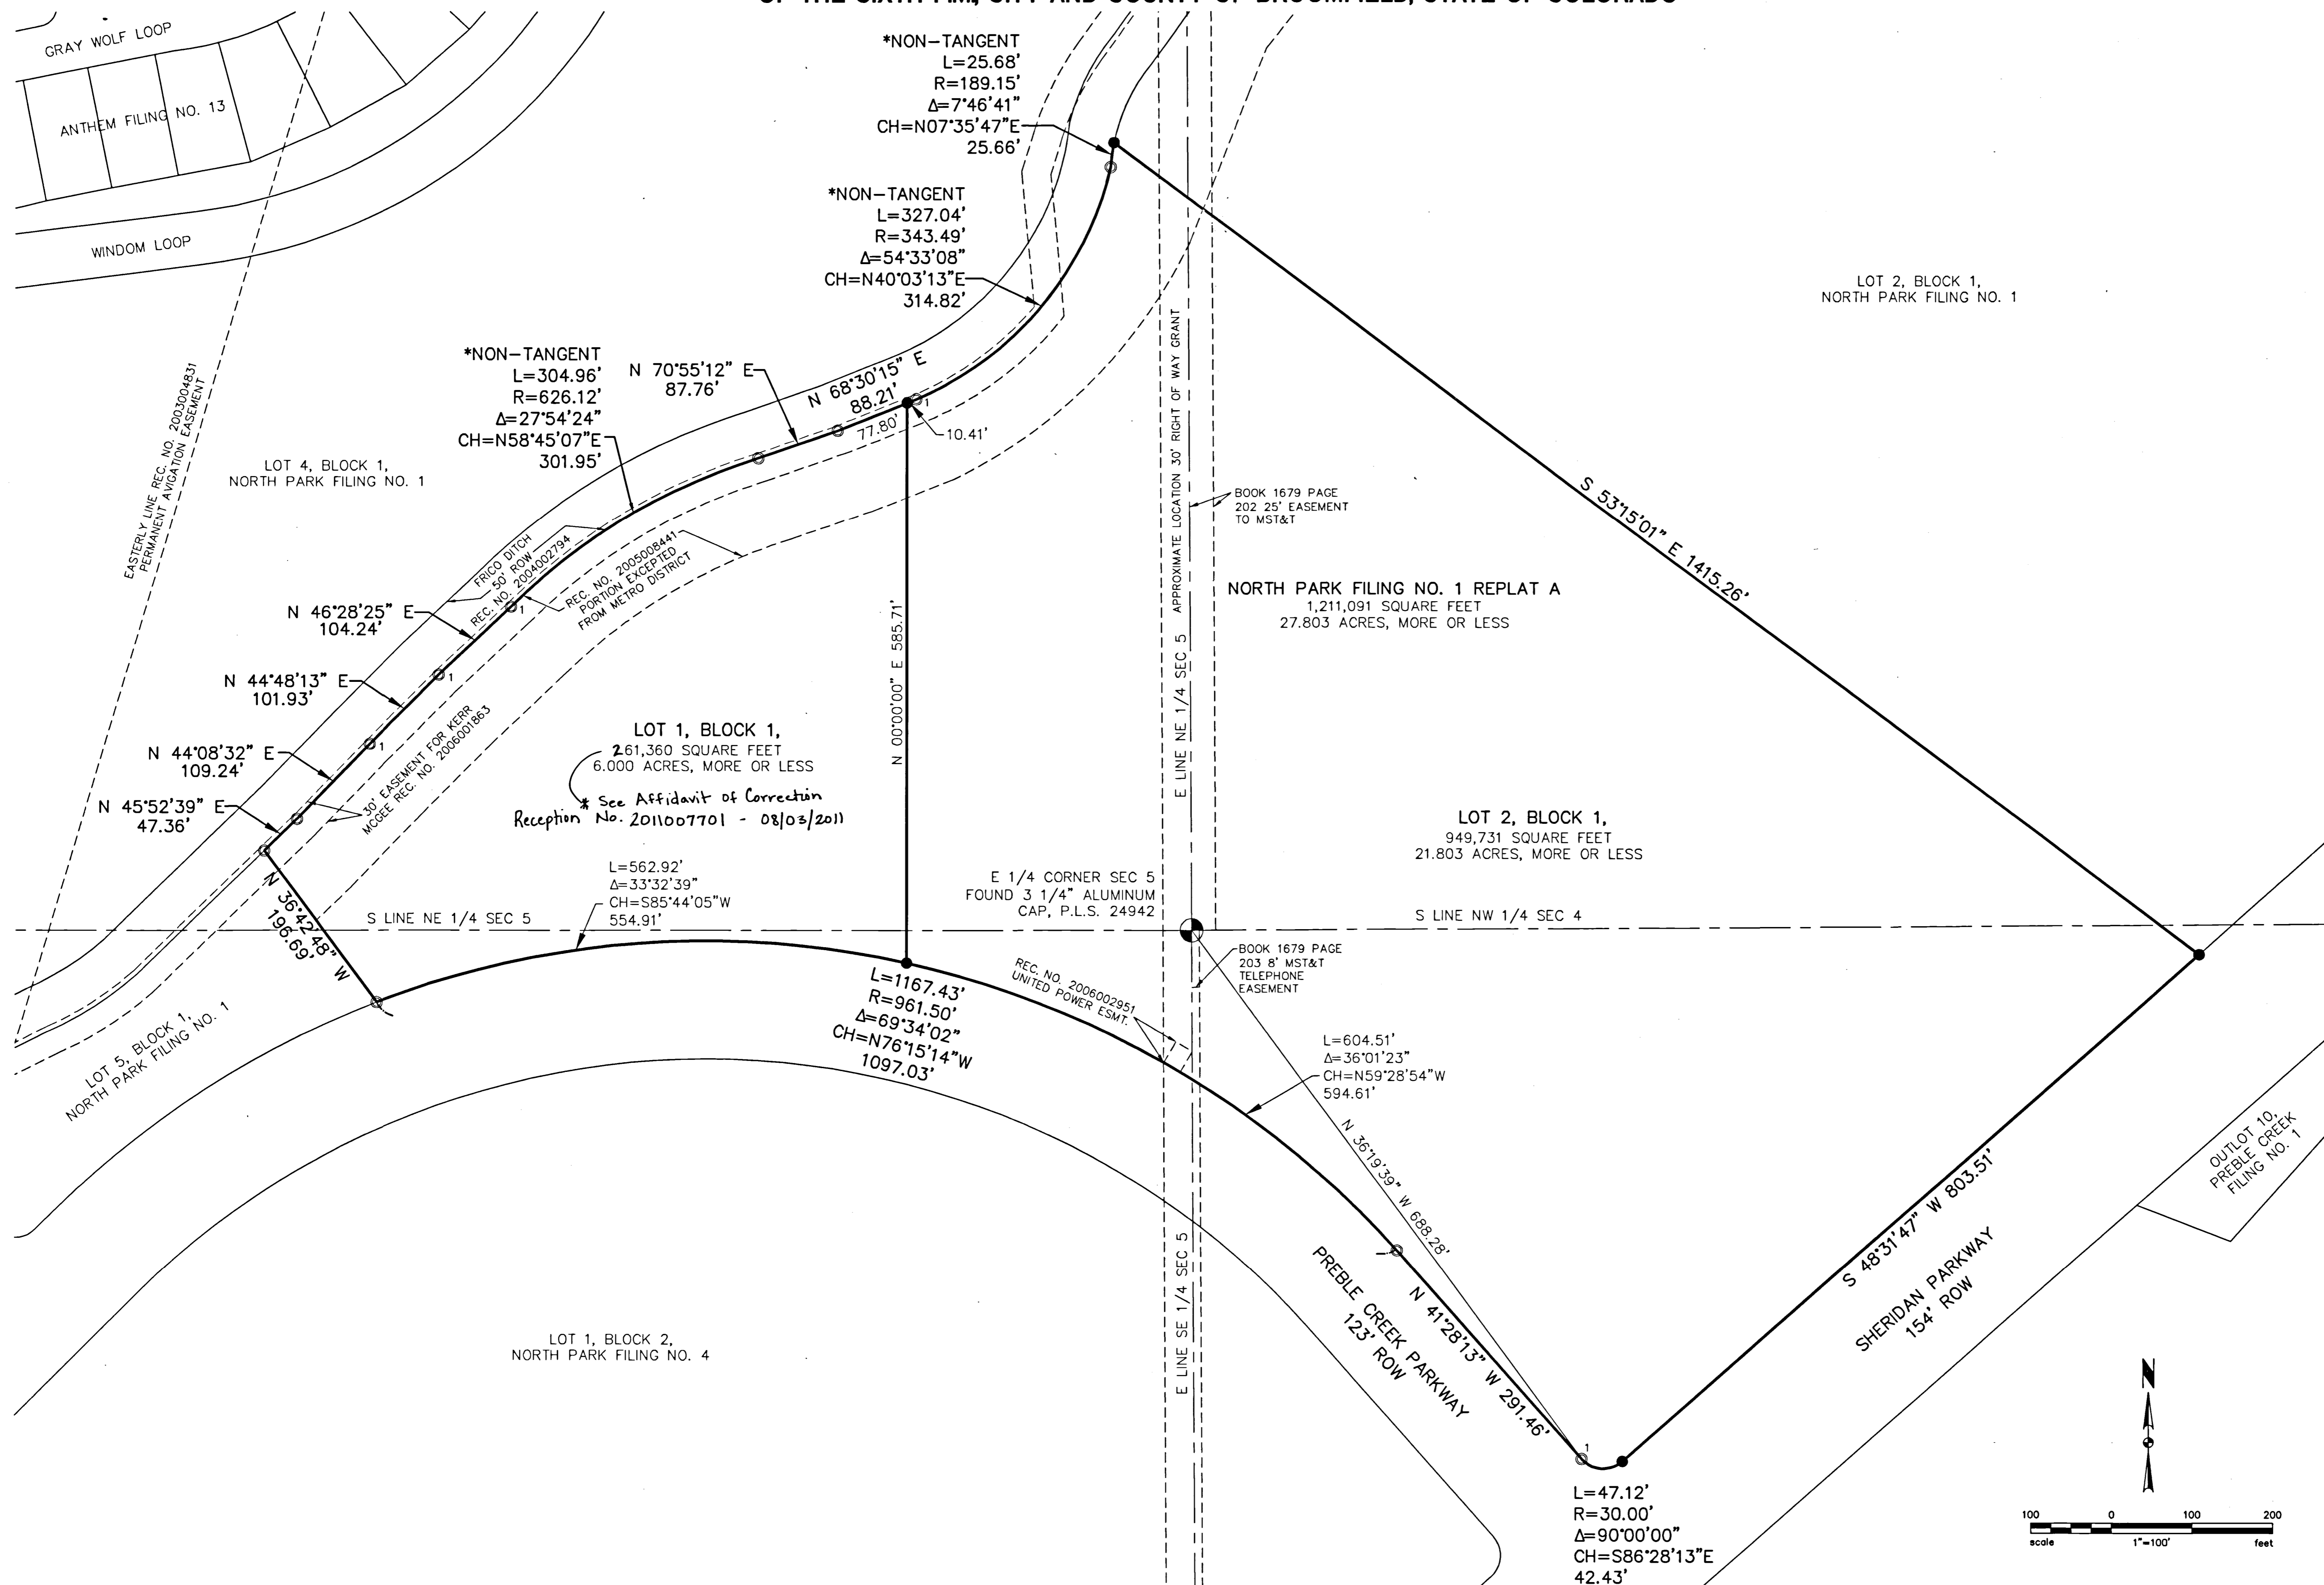 GRAY WOLF LOOP
ANTHEM FILING NO. 13
WINDOM LOOP
*NON-TANGENT
L=25.68'
R=189.15'
Δ=7°46'41"
CH=N07°35'47"E
25.66'
*NON-TANGENT
L=327.04'
R=343.49'
Δ=54°33'08"
CH=N40°03'13"E
314.82'
*NON-TANGENT
L=304.96'
R=626.12'
Δ=27°54'24"
CH=N58°45'07"E
301.95'
N 70°55'12" E
87.76'
N 68°30'15" E
88.21'
77.80'
10.41'
LOT 2, BLOCK 1,
NORTH PARK FILING NO. 1
EASTERLY LINE REC. NO. 2003004831
PERMANENT AVIGATION EASEMENT
LOT 4, BLOCK 1,
NORTH PARK FILING NO. 1
FRICO DITCH
50' ROW
REC. NO. 2004002794
REC. NO. 2005008441
PORTION EXCEPTED
FROM METRO DISTRICT
N 46°28'25" E
104.24'
N 44°48'13" E
101.93'
N 44°08'32" E
109.24'
N 45°52'39" E
47.36'
30' EASEMENT FOR KERR
MCGEE REC. NO. 2006001863
N 36°42'48" W
196.69'
LOT 1, BLOCK 1,
261,360 SQUARE FEET
6.000 ACRES, MORE OR LESS
* See Affidavit of Correction
Reception No. 2011007701 - 08/03/2011
N 00°00'00" E 585.71'
APPROXIMATE LOCATION 30' RIGHT OF WAY GRANT
E LINE NE 1/4 SEC 5
BOOK 1679 PAGE
202 25' EASEMENT
TO MST&T
S 53°15'01" E 1415.26'
NORTH PARK FILING NO. 1 REPLAT A
1,211,091 SQUARE FEET
27.803 ACRES, MORE OR LESS
LOT 2, BLOCK 1,
949,731 SQUARE FEET
21.803 ACRES, MORE OR LESS
L=562.92'
Δ=33°32'39"
CH=S85°44'05"W
554.91'
S LINE NE 1/4 SEC 5
E 1/4 CORNER SEC 5
FOUND 3 1/4" ALUMINUM
CAP, P.L.S. 24942
S LINE NW 1/4 SEC 4
BOOK 1679 PAGE
203 8' MST&T
TELEPHONE
EASEMENT
REC. NO. 2006002951
UNITED POWER ESMT.
L=1167.43'
R=961.50'
Δ=69°34'02"
CH=N76°15'14"W
1097.03'
L=604.51'
Δ=36°01'23"
CH=N59°28'54"W
594.61'
LOT 5, BLOCK 1,
NORTH PARK FILING NO. 1
N 36°19'39" W 688.28'
OUTLOT 10,
PREBLE CREEK
FILING NO. 1
S 48°31'47" W 803.51'
SHERIDAN PARKWAY
154' ROW
PREBLE CREEK PARKWAY
123' ROW
N 41°28'13" W 291.46'
E LINE SE 1/4 SEC 5
LOT 1, BLOCK 2,
NORTH PARK FILING NO. 4
L=47.12'
R=30.00'
Δ=90°00'00"
CH=S86°28'13"E
42.43'
N
100 0 100 200
scale 1"=100' feet
1
1
1
1
1